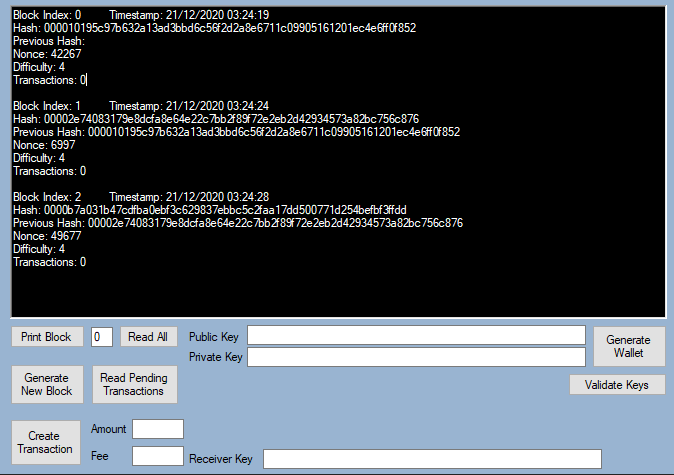 Block Index: 0 Timestamp: 21/12/2020 03:24:19
Hash: 000010195c97b632a13ad3bbd6c56f2d2a8e6711c09905161201ec4e6ff0f852
Previous Hash:
Nonce: 42267
Difficulty: 4
Transactions: 0
Block Index: 1 Timestamp: 21/12/2020 03:24:24
Hash: 00002e74083179e8dcfa8e64e22c7bb2f89f72e2eb2d42934573a82bc756c876
Previous Hash: 000010195c97b632a13ad3bbd6c56f2d2a8e6711c09905161201ec4e6ff0f852
Nonce: 6997
Difficulty: 4
Transactions: 0
Block Index: 2 Timestamp: 21/12/2020 03:24:28
Hash: 0000b7a031b47cdfba0ebf3c629837ebbc5c2faa17dd500771d254befbf3ffdd
Previous Hash: 00002e74083179e8dcfa8e64e22c7bb2f89f72e2eb2d42934573a82bc756c876
Nonce: 49677
Difficulty: 4
Transactions: 0
Print Block 0 Read All Public Key
Private Key
Generate
Wallet
Generate
New Block
Read Pending
Transactions
Validate Keys
Create
Transaction
Amount
Fee
Receiver Key